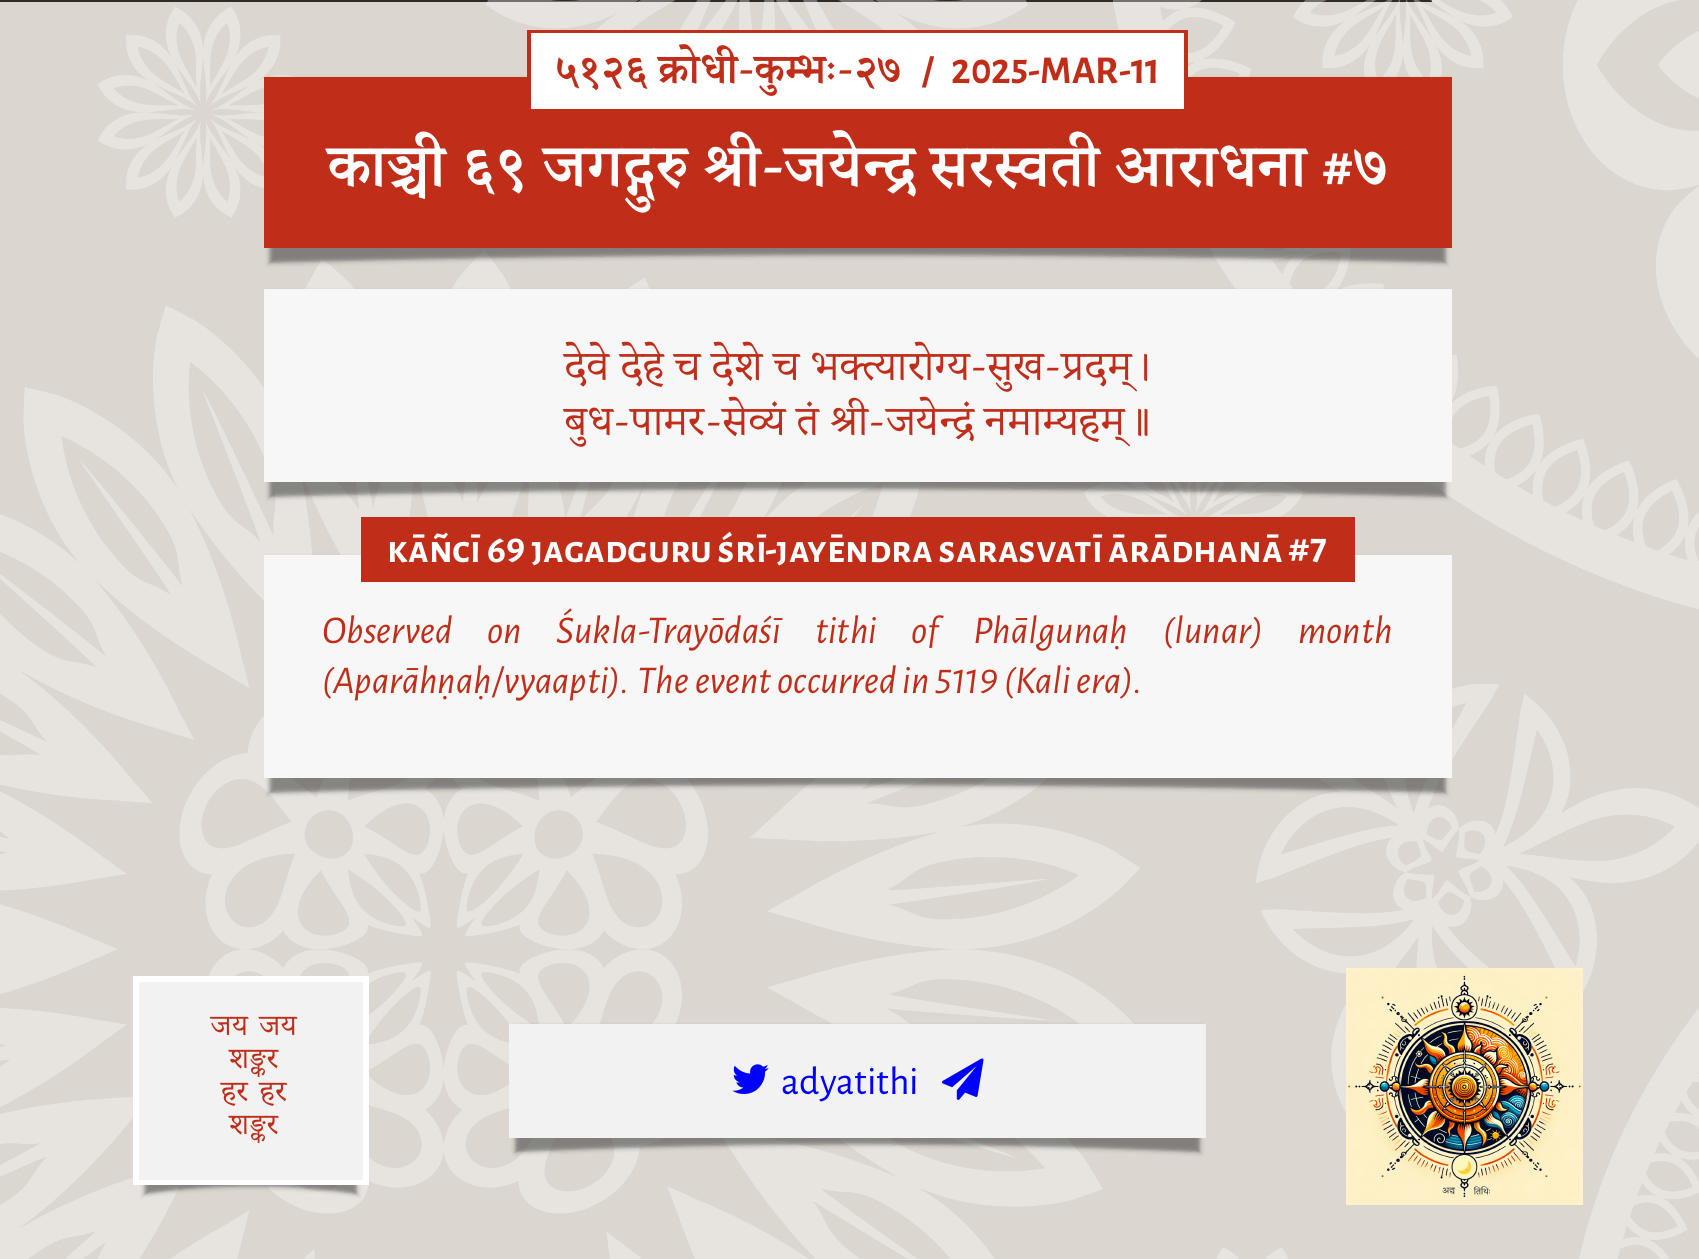 ५१२६ क्रोधी-कुम्भः-२७ / 2025-MAR-11
काञ्ची ६९ जगद्गुरु श्री-जयेन्द्र सरस्वती आराधना #७
देवे देहे च देशे च भक्त्यारोग्य-सुख-प्रदम्।
बुध-पामर-सेव्यं तं श्री-जयेन्द्रं नमाम्यहम्॥
KĀÑCĪ 69 JAGADGURU ŚRĪ-JAYĒNDRA SARASVATĪ ĀRĀDHANĀ #7
Observed on Śukla-Trayōdaśī tithi of Phālgunaḥ (lunar) month
(Aparāhṇaḥ/vyaapti). The event occurred in 5119 (Kali era).
जय जय
शङ्कर
हर हर
शङ्कर
adyatithi
अद्य तिथिः